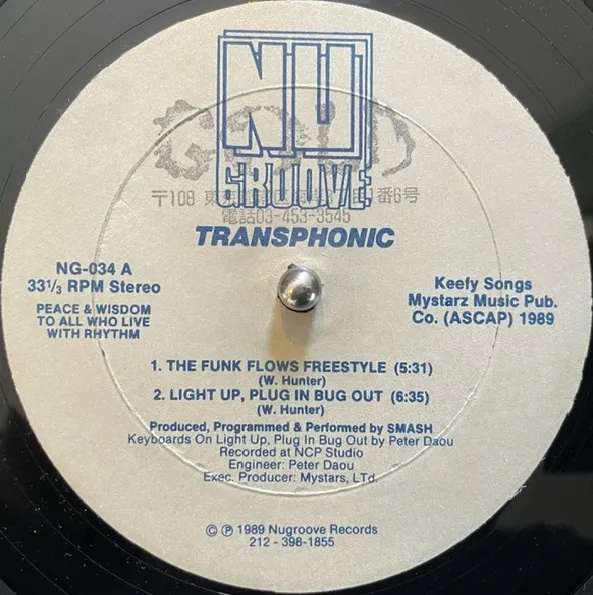 NU
GROOVE
〒108 東
1番6号
電話03-453-3545
TRANSPHONIC
NG-034 A
33 1/3 RPM Stereo
PEACE & WISDOM
TO ALL WHO LIVE
WITH RHYTHM
Keefy Songs
Mystarz Music Pub.
Co. (ASCAP) 1989
1. THE FUNK FLOWS FREESTYLE (5:31)
(W. Hunter)
2. LIGHT UP, PLUG IN BUG OUT (6:35)
(W. Hunter)
Produced, Programmed & Performed by SMASH
Keyboards On Light Up, Plug In Bug Out by Peter Daou
Recorded at NCP Studio
Engineer: Peter Daou
Exec. Producer: Mystars, LTd.
© ℗ 1989 Nugroove Records
212 - 398-1855